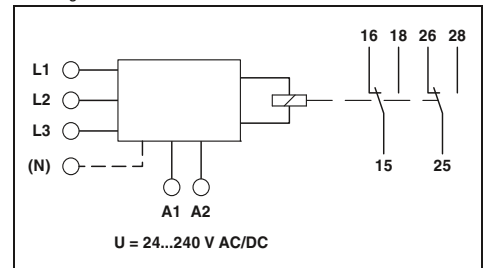 16 18 26 28
L1
L2
L3
(N)
15 25
A1 A2
U = 24...240 V AC/DC